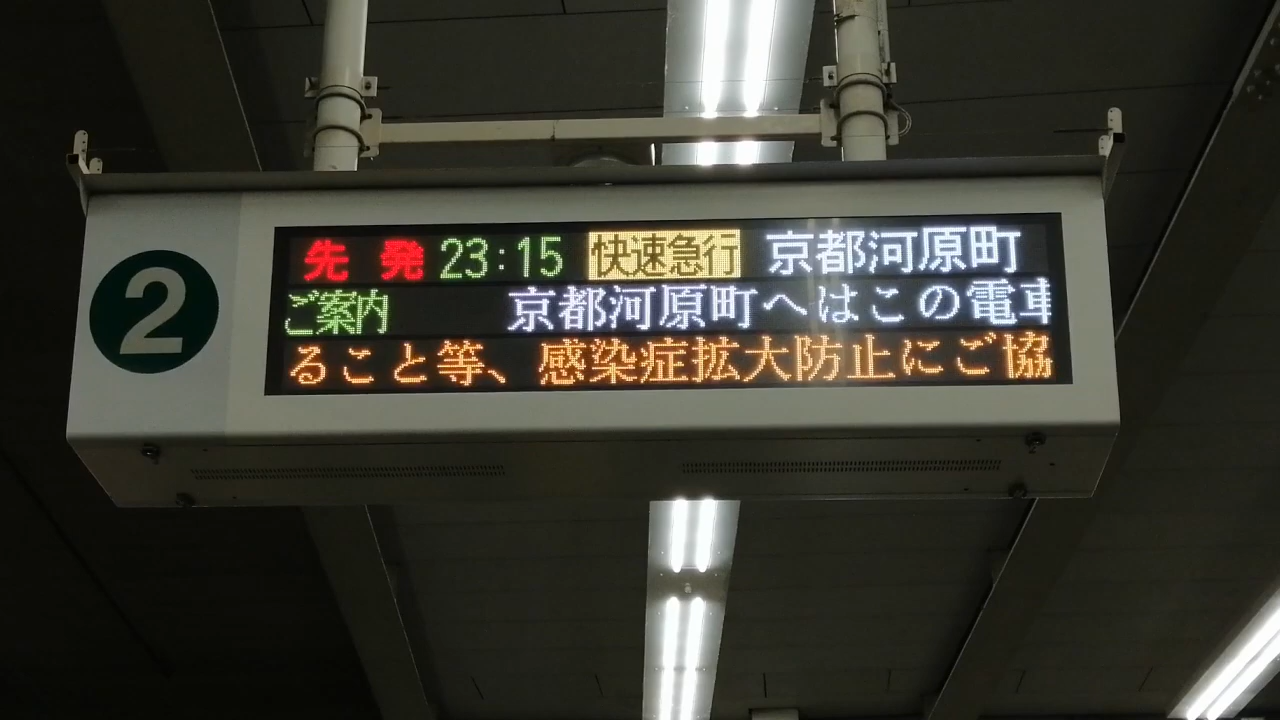 2
先 発 23:15 快速急行 京都河原町
ご案内 京都河原町へはこの電車
ること等、感染症拡大防止にご協